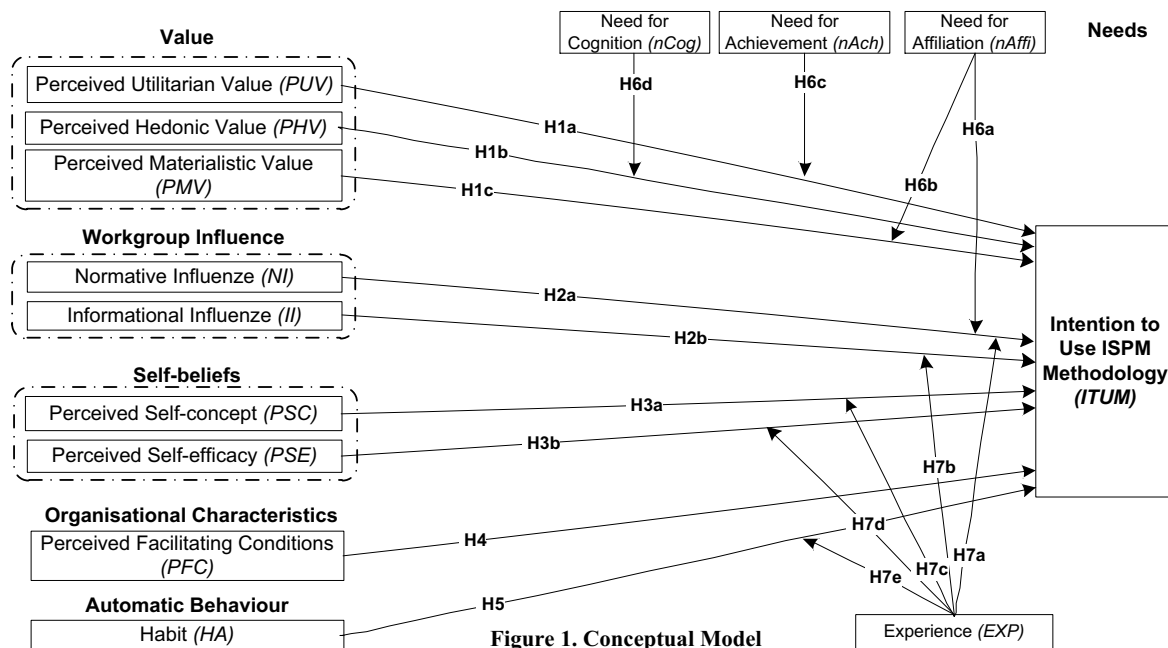 Value
Need for
Cognition (nCog)
Need for
Achievement (nAch)
Need for
Affiliation (nAffi)
Needs
Perceived Utilitarian Value (PUV)
Perceived Hedonic Value (PHV)
Perceived Materialistic Value
(PMV)
H6d
H6c
H6a
H6b
H1a
H1b
H1c
Workgroup Influence
Normative Influenze (NI)
Informational Influenze (II)
H2a
H2b
Intention to
Use ISPM
Methodology
(ITUM)
Self-beliefs
Perceived Self-concept (PSC)
Perceived Self-efficacy (PSE)
H3a
H3b
Organisational Characteristics
Perceived Facilitating Conditions
(PFC)
H4
Automatic Behaviour
Habit (HA)
H5
H7b
H7d
H7a
H7c
H7e
Experience (EXP)
Figure 1. Conceptual Model